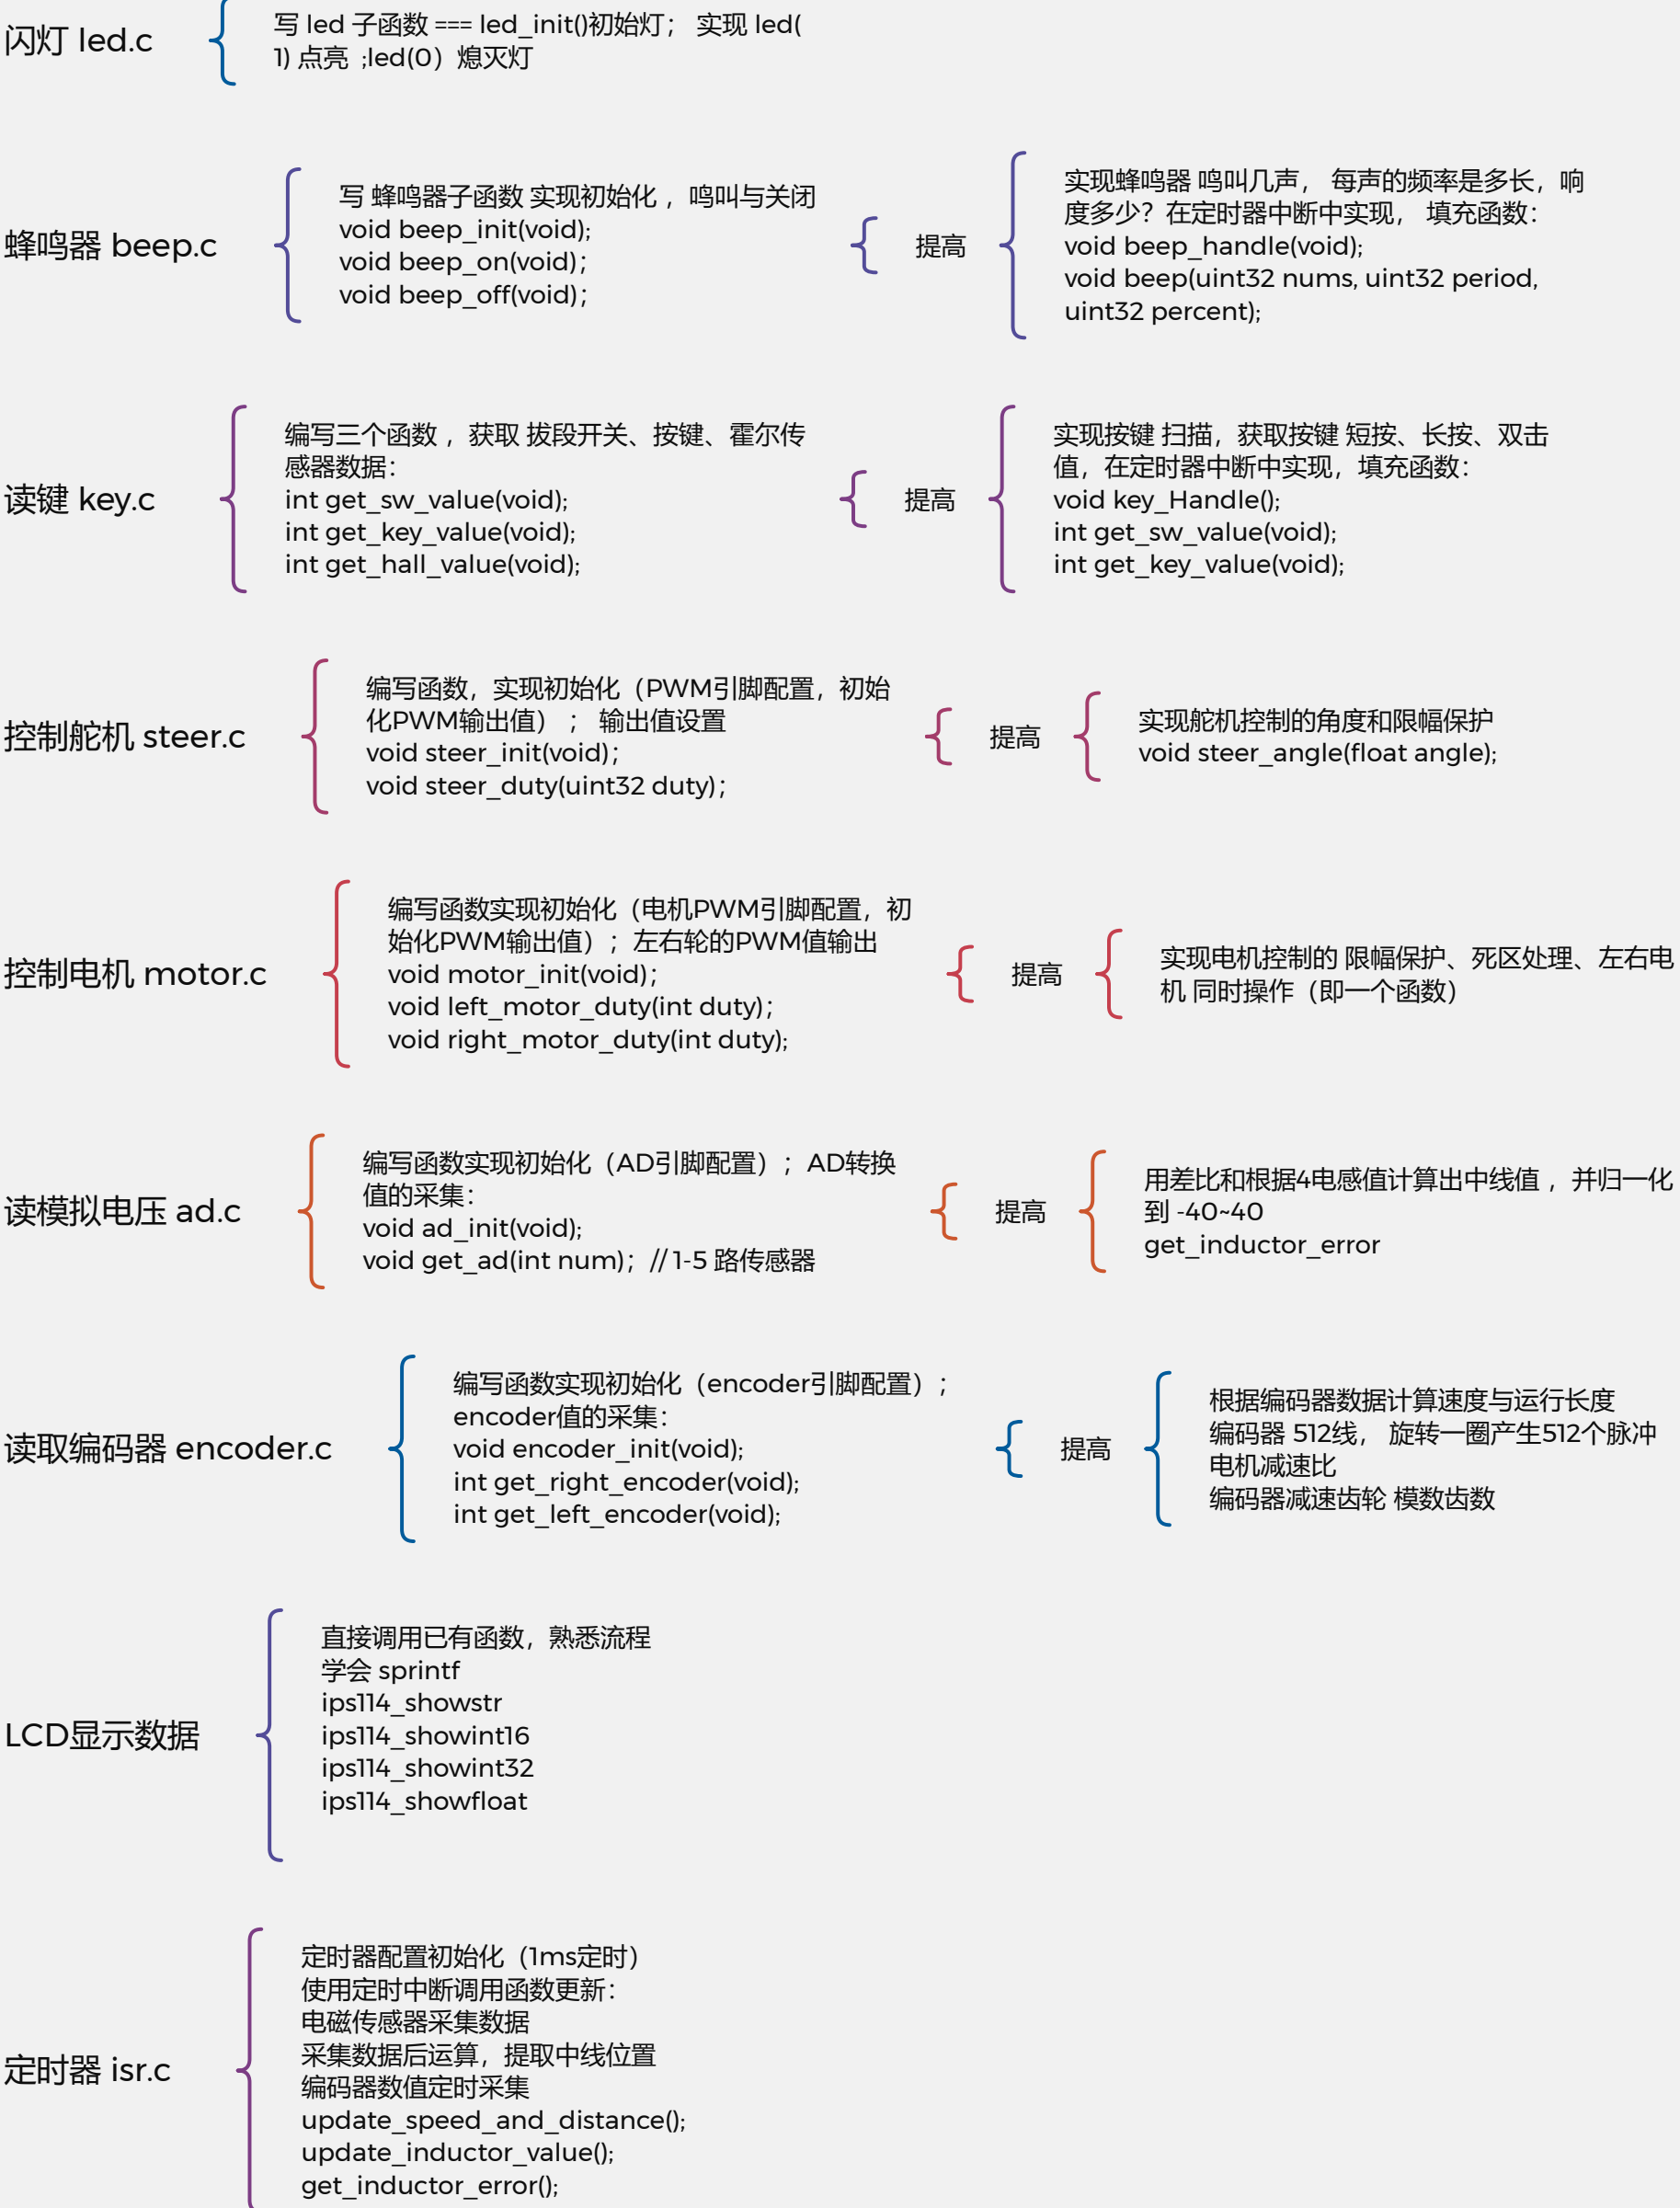 闪灯 led.c
写 led 子函数 === led_init()初始灯； 实现 led(
1) 点亮 ;led(0）熄灭灯
蜂鸣器 beep.c
写 蜂鸣器子函数 实现初始化 ，鸣叫与关闭
void beep_init(void);
void beep_on(void)；
void beep_off(void)；
提高
实现蜂鸣器 鸣叫几声， 每声的频率是多长，响
度多少？在定时器中断中实现， 填充函数：
void beep_handle(void);
void beep(uint32 nums, uint32 period,
uint32 percent);
读键 key.c
编写三个函数 ，获取 拔段开关、按键、霍尔传
感器数据：
int get_sw_value(void);
int get_key_value(void);
int get_hall_value(void);
提高
实现按键 扫描，获取按键 短按、长按、双击
值，在定时器中断中实现，填充函数：
void key_Handle();
int get_sw_value(void);
int get_key_value(void);
控制舵机 steer.c
编写函数，实现初始化（PWM引脚配置，初始
化PWM输出值） ； 输出值设置
void steer_init(void)；
void steer_duty(uint32 duty)；
提高
实现舵机控制的角度和限幅保护
void steer_angle(float angle);
控制电机 motor.c
编写函数实现初始化（电机PWM引脚配置，初
始化PWM输出值）；左右轮的PWM值输出
void motor_init(void)；
void left_motor_duty(int duty)；
void right_motor_duty(int duty);
提高
实现电机控制的 限幅保护、死区处理、左右电
机 同时操作（即一个函数）
读模拟电压 ad.c
编写函数实现初始化（AD引脚配置）；AD转换
值的采集：
void ad_init(void);
void get_ad(int num)；// 1-5 路传感器
提高
用差比和根据4电感值计算出中线值 ，并归一化
到 -40~40
get_inductor_error
读取编码器 encoder.c
编写函数实现初始化（encoder引脚配置）；
encoder值的采集：
void encoder_init(void);
int get_right_encoder(void);
int get_left_encoder(void);
提高
根据编码器数据计算速度与运行长度
编码器 512线， 旋转一圈产生512个脉冲
电机减速比
编码器减速齿轮 模数齿数
LCD显示数据
直接调用已有函数，熟悉流程
学会 sprintf
ips114_showstr
ips114_showint16
ips114_showint32
ips114_showfloat
定时器 isr.c
定时器配置初始化（1ms定时）
使用定时中断调用函数更新：
电磁传感器采集数据
采集数据后运算，提取中线位置
编码器数值定时采集
update_speed_and_distance();
update_inductor_value();
get_inductor_error();